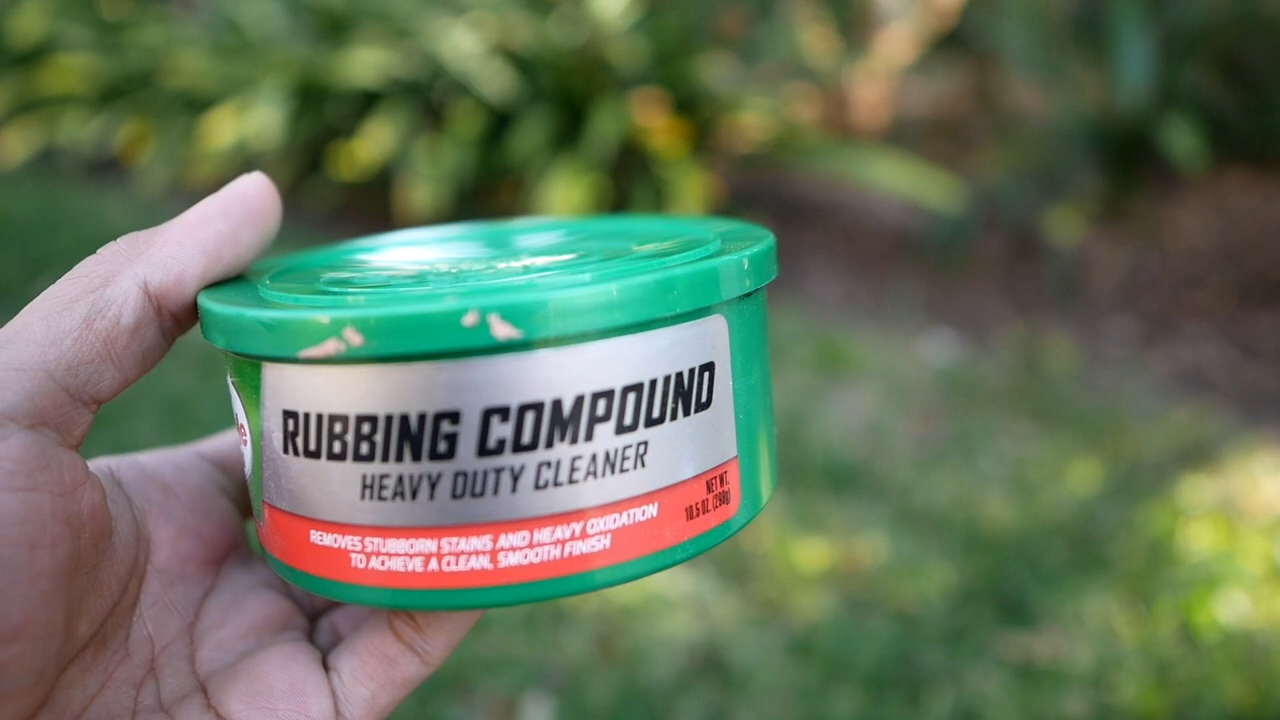 RUBBING COMPOUND
HEAVY DUTY CLEANER
NET WT.
10.5 OZ. (298g)
REMOVES STUBBORN STAINS AND HEAVY OXIDATION
TO ACHIEVE A CLEAN, SMOOTH FINISH